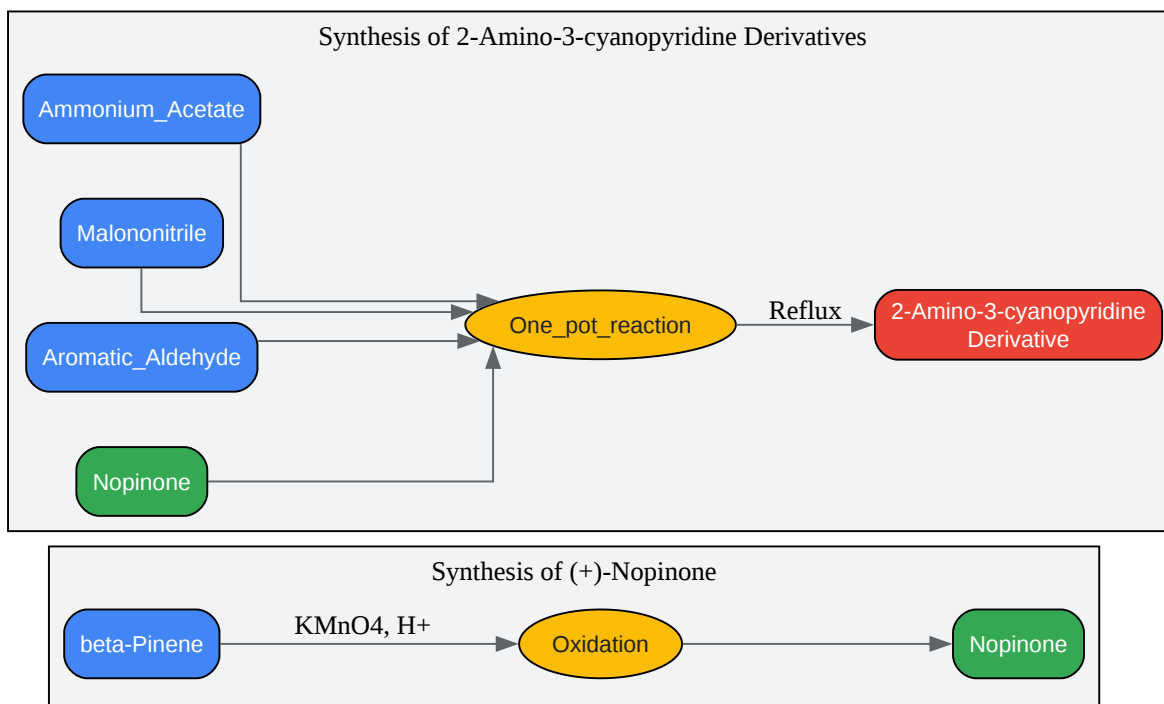 Synthesis of 2-Amino-3-cyanopyridine Derivatives
Ammonium_Acetate
Malononitrile
Aromatic_Aldehyde
Nopinone
One_pot_reaction
Reflux
2-Amino-3-cyanopyridine
Derivative
Synthesis of (+)-Nopinone
beta-Pinene
KMnO4, H+
Oxidation
Nopinone